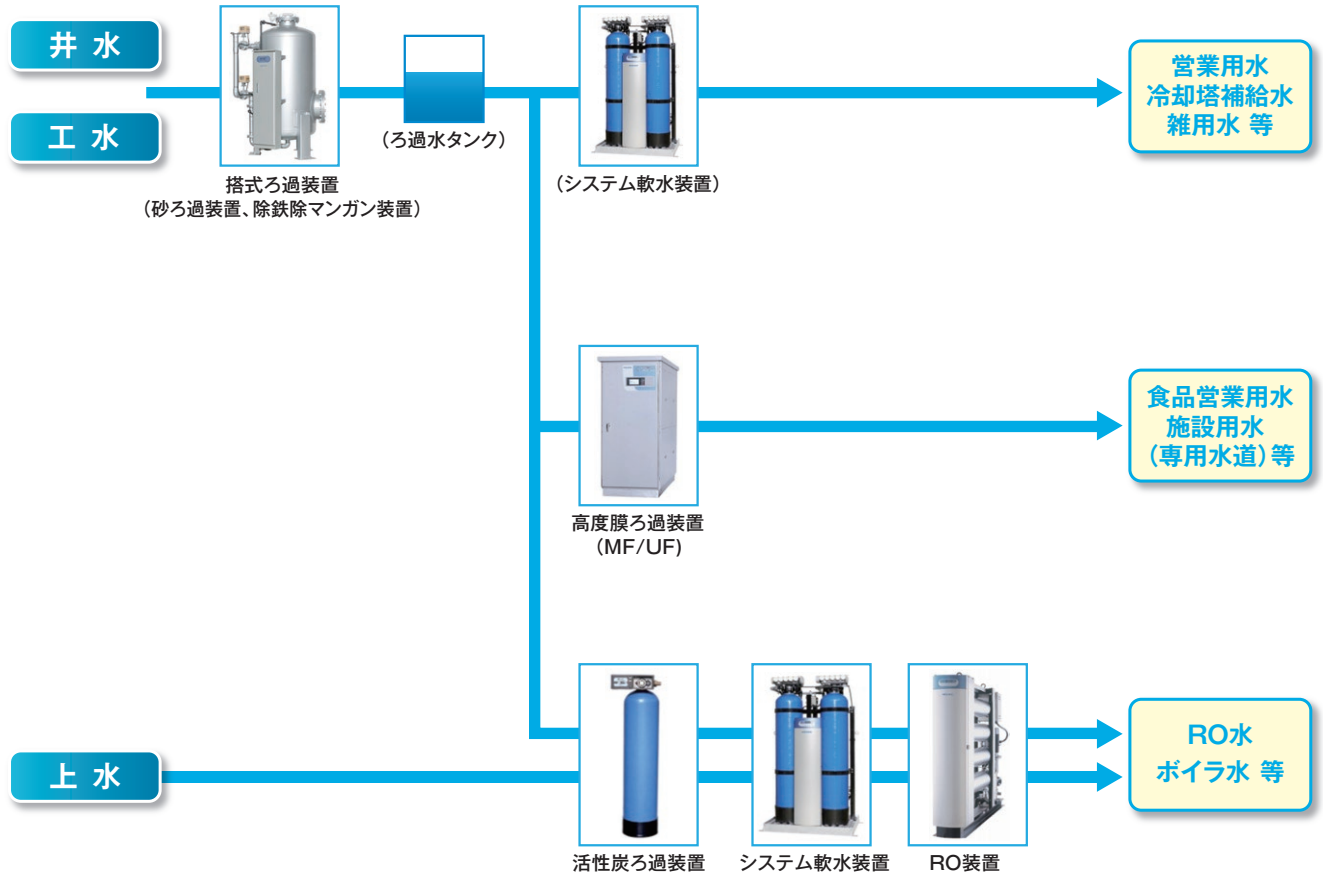 井 水
工 水
搭式ろ過装置
（砂ろ過装置、除鉄除マンガン装置）
（ろ過水タンク）
（システム軟水装置）
営業用水
冷却塔補給水
雑用水 等
高度膜ろ過装置
（MF/UF)
食品営業用水
施設用水
（専用水道）等
上 水
活性炭ろ過装置
システム軟水装置
RO装置
RO水
ボイラ水 等